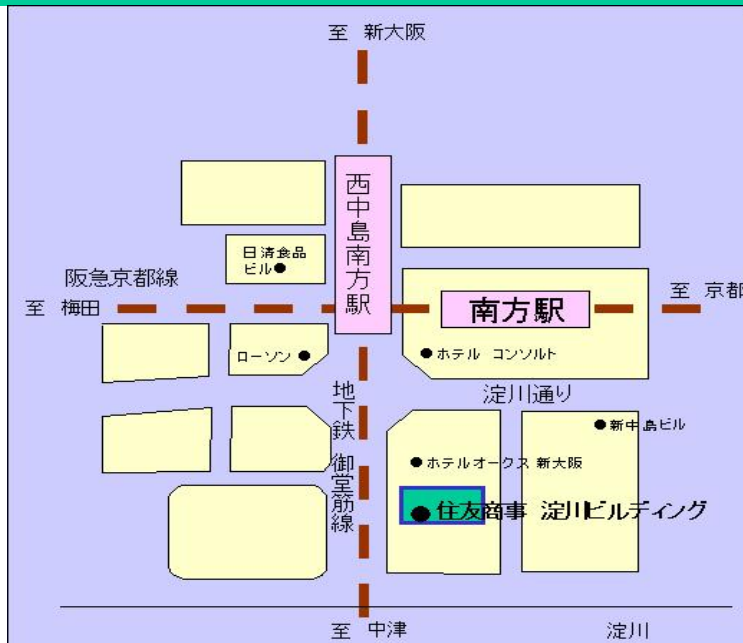 至 新大阪
西中島南方駅
日清食品
ビル
阪急京都線
至 梅田
至 京都
南方駅
ローソン
ホテル コンソルト
地下鉄 御堂筋線
淀川通り
新中島ビル
ホテルオークス 新大阪
住友商事 淀川ビルディング
至 中津
淀川